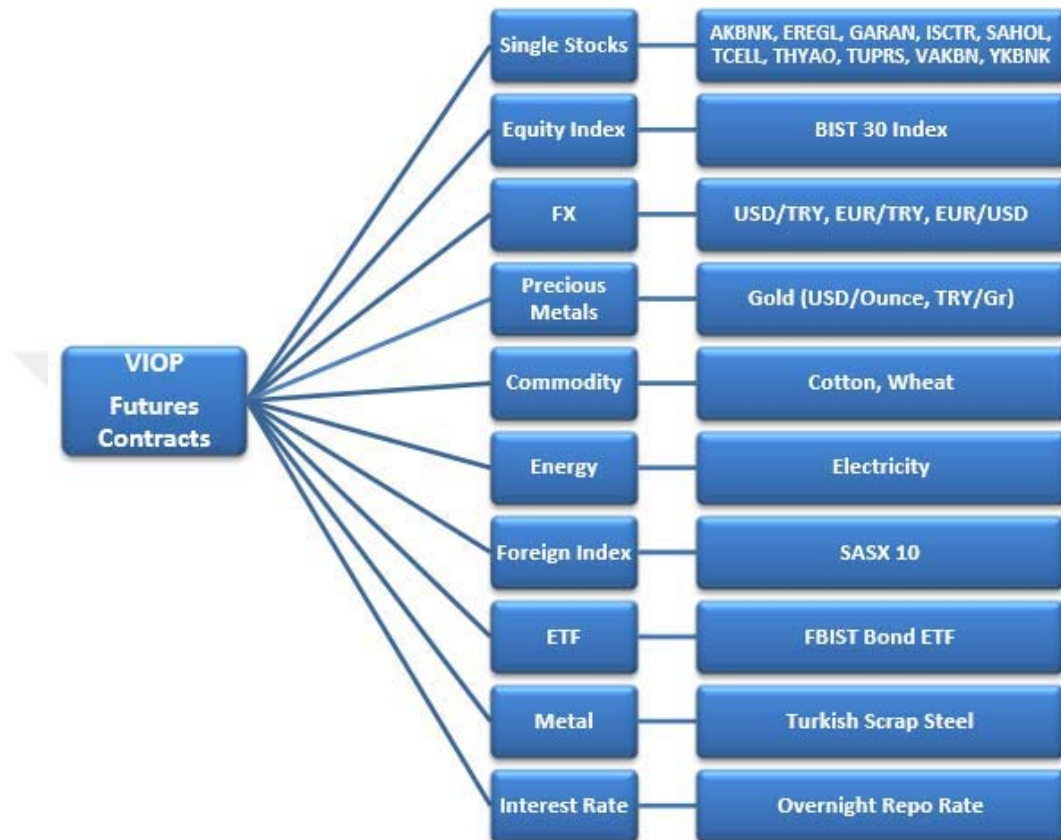 VIOP
Futures
Contracts
Single Stocks
AKBNK, EREGL, GARAN, ISCTR, SAHOL,
TCELL, THYAO, TUPRS, VAKBN, YKBNK
Equity Index
BIST 30 Index
FX
USD/TRY, EUR/TRY, EUR/USD
Precious
Metals
Gold (USD/Ounce, TRY/Gr)
Commodity
Cotton, Wheat
Energy
Electricity
Foreign Index
SASX 10
ETF
FBIST Bond ETF
Metal
Turkish Scrap Steel
Interest Rate
Overnight Repo Rate